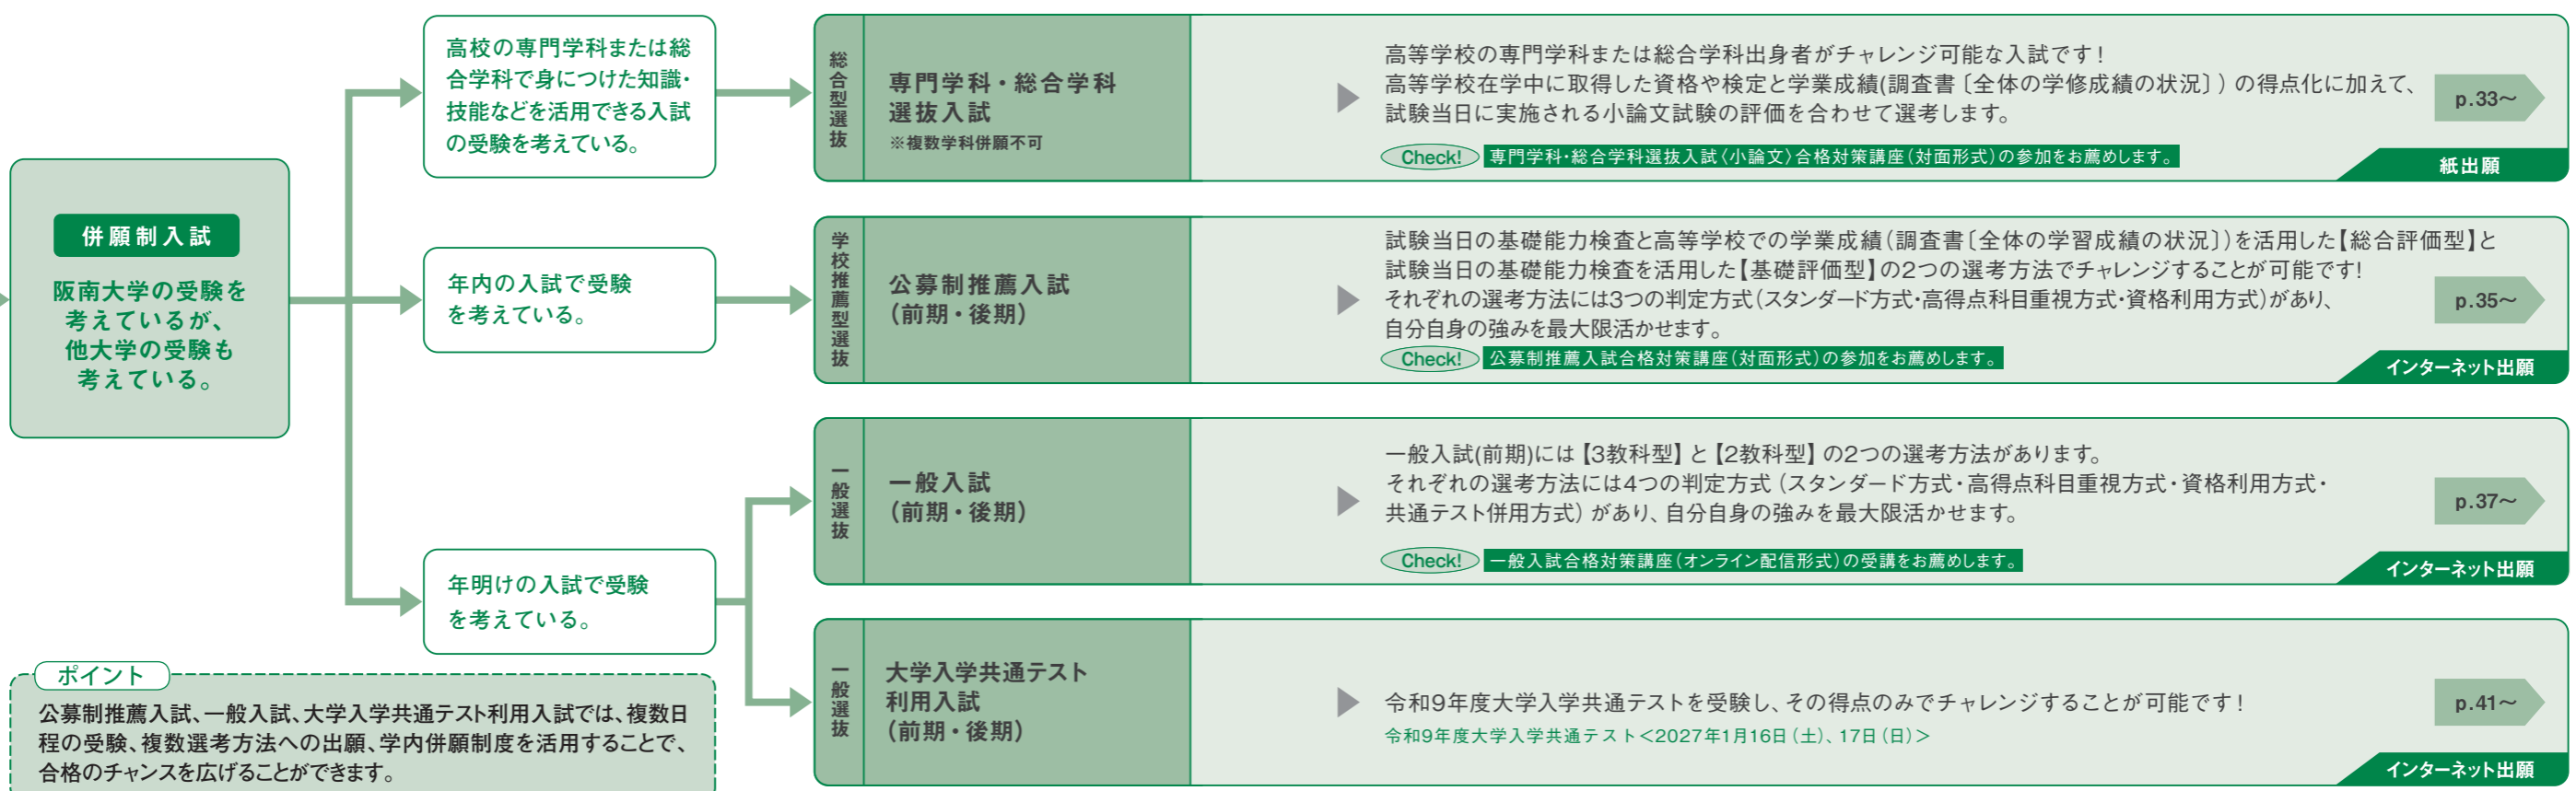 併願制入試
阪南大学の受験を
考えているが、
他大学の受験も
考えている。
高校の専門学科または総
合学科で身につけた知識・
技能などを活用できる入試
の受験を考えている。
総合型選抜
専門学科・総合学科
選抜入試
※複数学科併願不可
高等学校の専門学科または総合学科出身者がチャレンジ可能な入試です!
高等学校在学中に取得した資格や検定と学業成績(調査書〔全体の学修成績の状況〕)の得点化に加えて、
試験当日に実施される小論文試験の評価を合わせて選考します。
Check! 専門学科・総合学科選抜入試〈小論文〉合格対策講座(対面形式)の参加をお薦めします。
p.33〜
紙出願
年内の入試で受験
を考えている。
学校推薦型選抜
公募制推薦入試
(前期・後期)
試験当日の基礎能力検査と高等学校での学業成績(調査書〔全体の学習成績の状況〕)を活用した【総合評価型】と
試験当日の基礎能力検査を活用した【基礎評価型】の2つの選考方法でチャレンジすることが可能です!
それぞれの選考方法には3つの判定方式(スタンダード方式・高得点科目重視方式・資格利用方式)があり、
自分自身の強みを最大限活かせます。
Check! 公募制推薦入試合格対策講座(対面形式)の参加をお薦めします。
p.35〜
インターネット出願
年明けの入試で受験
を考えている。
一般選抜
一般入試
(前期・後期)
一般入試(前期)には【3教科型】と【2教科型】の2つの選考方法があります。
それぞれの選考方法には4つの判定方式(スタンダード方式・高得点科目重視方式・資格利用方式・
共通テスト併用方式)があり、自分自身の強みを最大限活かせます。
Check! 一般入試合格対策講座(オンライン配信形式)の受講をお薦めします。
p.37〜
インターネット出願
一般選抜
大学入学共通テスト
利用入試
(前期・後期)
令和9年度大学入学共通テストを受験し、その得点のみでチャレンジすることが可能です!
令和9年度大学入学共通テスト<2027年1月16日(土)、17日(日)>
p.41〜
インターネット出願
ポイント
公募制推薦入試、一般入試、大学入学共通テスト利用入試では、複数日
程の受験、複数選考方法への出願、学内併願制度を活用することで、
合格のチャンスを広げることができます。